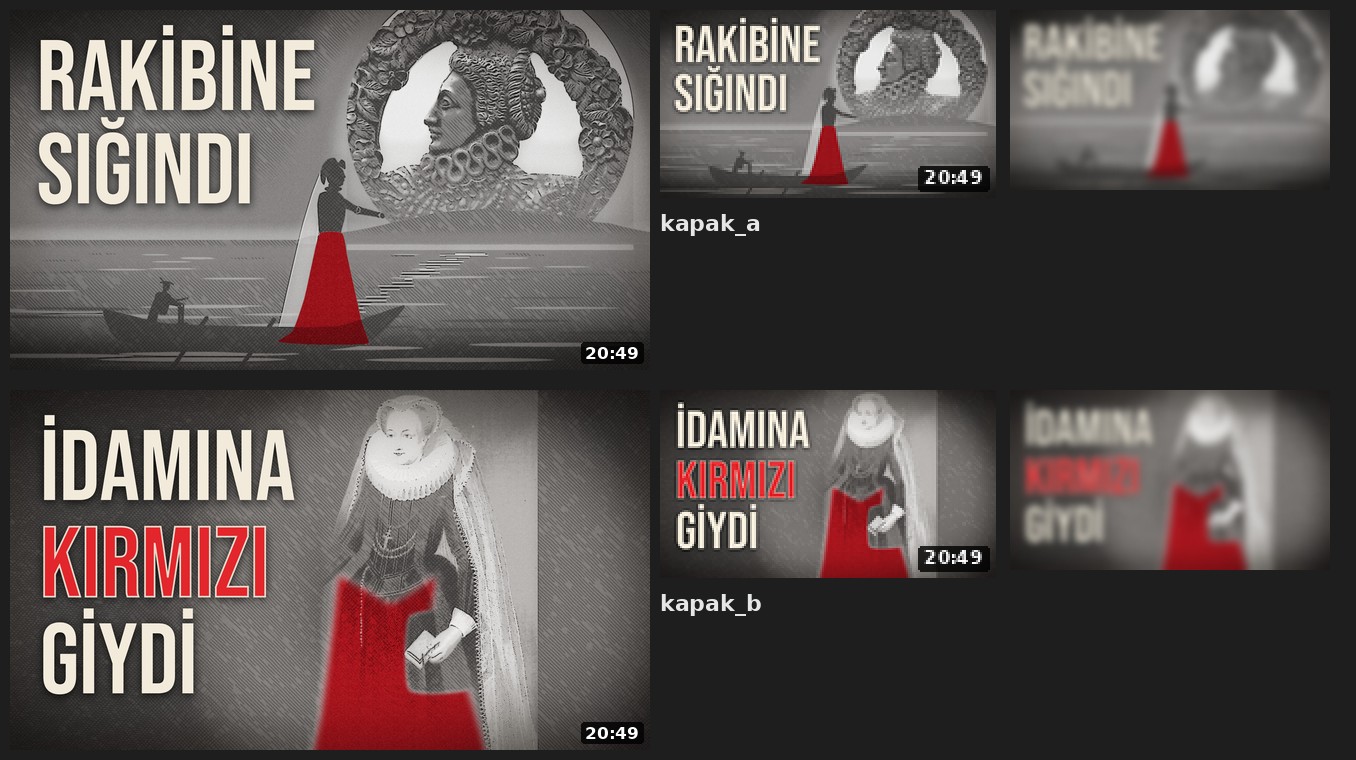 RAKİBİNE
SIĞINDI
20:49
RAKİBİNE
SIĞINDI
20:49
kapak_a
RAKİBİNE
SIĞINDI
İDAMINA
KIRMIZI
GİYDİ
20:49
İDAMINA
KIRMIZI
GİYDİ
20:49
kapak_b
İDAMINA
KIRMIZI
GİYDİ